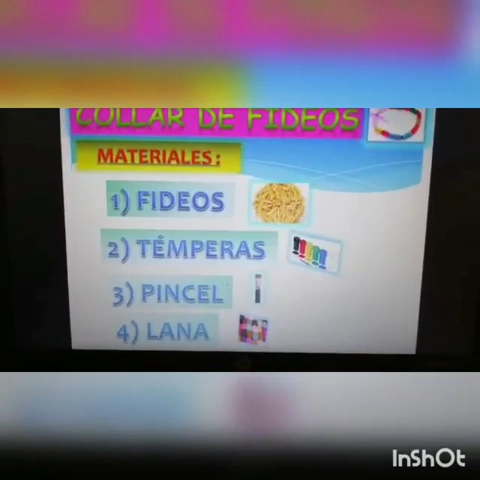 COLLAR DE FIDEOS
MATERIALES :
1) FIDEOS
2) TÉMPERAS
3) PINCEL
4) LANA
InShOt